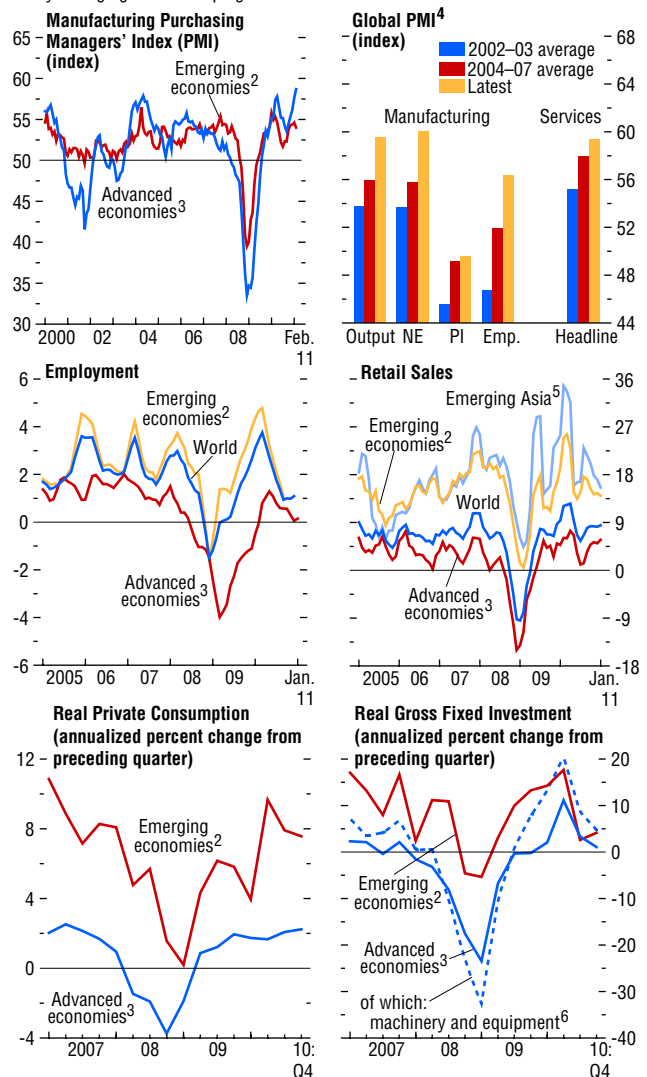 Manufacturing Purchasing
Managers' Index (PMI)
(index)
65
60
55
50
45
40
35
30
Emerging
economies2
Advanced
economies3
2000 02 04 06 08 Feb.
11
Global PMI4
(index)
2002–03 average
2004–07 average
Latest
Manufacturing Services
68
64
60
56
52
48
44
Output NE PI Emp. Headline
Employment
6
4
2
0
-2
-4
-6
Emerging
economies2
World
Advanced
economies3
2005 06 07 08 09 Jan.
11
Retail Sales
36
27
18
9
0
-9
-18
Emerging Asia5
Emerging
economies2
World
Advanced
economies3
2005 06 07 08 09 Jan.
11
Real Private Consumption
(annualized percent change from
preceding quarter)
12
8
4
0
-4
Emerging
economies2
Advanced
economies3
2007 08 09 10:
Q4
Real Gross Fixed Investment
(annualized percent change from
preceding quarter)
20
10
0
-10
-20
-30
-40
Emerging
economies2
Advanced
economies3
of which:
machinery and equipment6
2007 08 09 10:
Q4